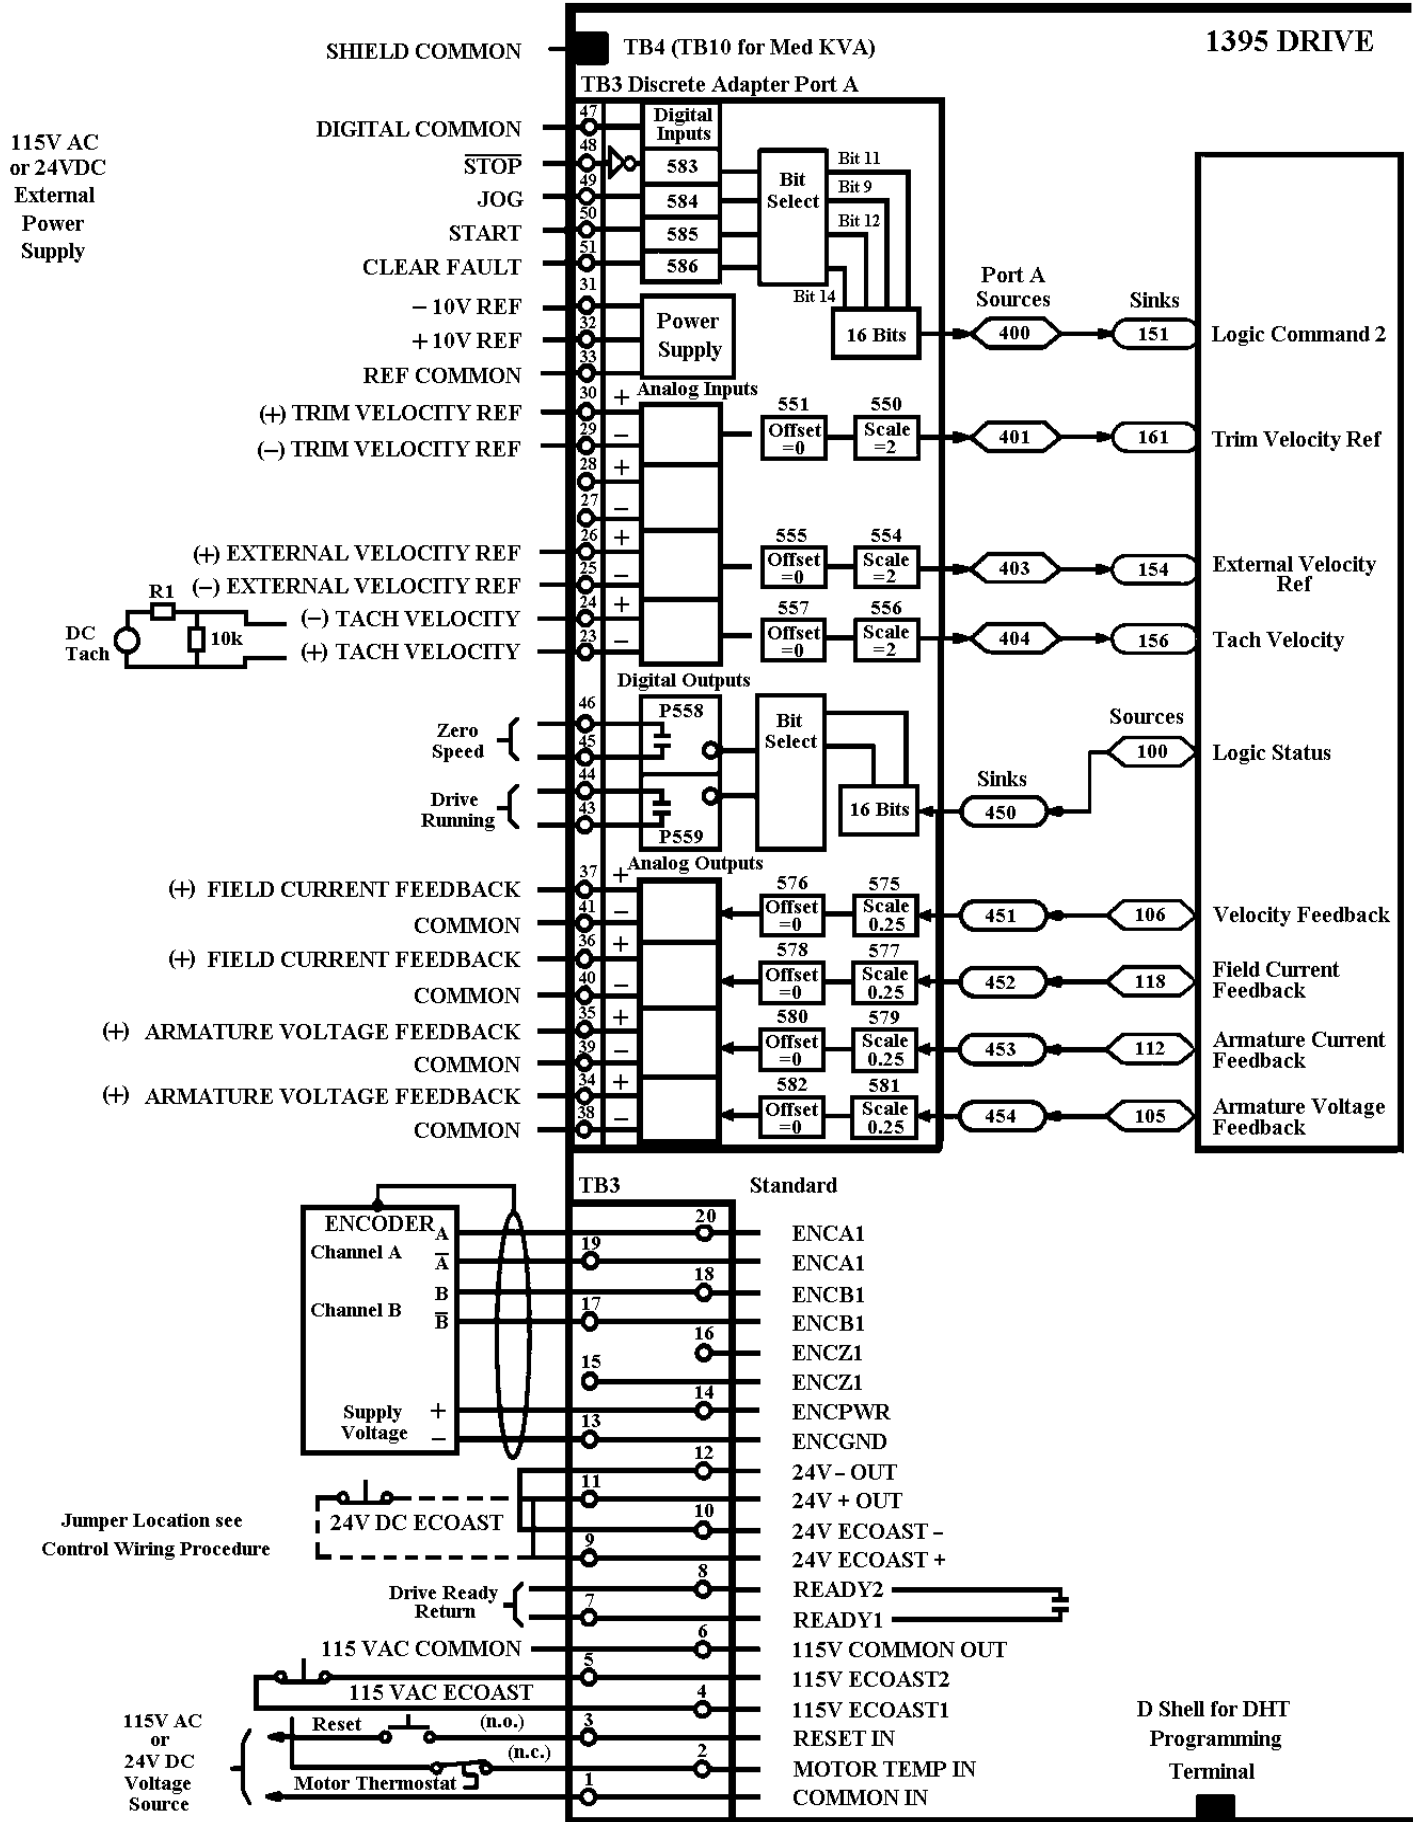 SHIELD COMMON
TB4 (TB10 for Med KVA)
1395 DRIVE
TB3 Discrete Adapter Port A
115V AC
or 24VDC
External
Power
Supply
DIGITAL COMMON
47
Digital
Inputs
STOP
48
583
JOG
49
584
START
50
585
CLEAR FAULT
51
586
Bit
Select
Bit 11
Bit 9
Bit 12
Bit 14
16 Bits
Port A
Sources
400
Sinks
151
Logic Command 2
− 10V REF
31
+ 10V REF
32
REF COMMON
33
Power
Supply
Analog Inputs
(+) TRIM VELOCITY REF
30
+
(−) TRIM VELOCITY REF
29
−
551
Offset
=0
550
Scale
=2
401
161
Trim Velocity Ref
28
+
27
−
(+) EXTERNAL VELOCITY REF
26
+
(−) EXTERNAL VELOCITY REF
25
−
555
Offset
=0
554
Scale
=2
403
154
External Velocity
Ref
R1
DC
Tach
10k
(−) TACH VELOCITY
24
+
(+) TACH VELOCITY
23
−
557
Offset
=0
556
Scale
=2
404
156
Tach Velocity
Digital Outputs
Zero
Speed
46
45
P558
Drive
Running
44
43
P559
Bit
Select
16 Bits
Sinks
450
Sources
100
Logic Status
Analog Outputs
(+) FIELD CURRENT FEEDBACK
37
+
COMMON
41
−
576
Offset
=0
575
Scale
0.25
451
106
Velocity Feedback
(+) FIELD CURRENT FEEDBACK
36
+
COMMON
40
−
578
Offset
=0
577
Scale
0.25
452
118
Field Current
Feedback
(+) ARMATURE VOLTAGE FEEDBACK
35
+
COMMON
39
−
580
Offset
=0
579
Scale
0.25
453
112
Armature Current
Feedback
(+) ARMATURE VOLTAGE FEEDBACK
34
+
COMMON
38
−
582
Offset
=0
581
Scale
0.25
454
105
Armature Voltage
Feedback
TB3
Standard
ENCODER
Channel A
A
20
ENCA1
A
19
ENCA1
Channel B
B
18
ENCB1
B
17
ENCB1
16
ENCZ1
15
ENCZ1
Supply
Voltage
+
14
ENCPWR
−
13
ENCGND
12
24V − OUT
11
24V + OUT
Jumper Location see
Control Wiring Procedure
24V DC ECOAST
10
24V ECOAST −
9
24V ECOAST +
Drive Ready
Return
8
READY2
7
READY1
115 VAC COMMON
6
115V COMMON OUT
5
115V ECOAST2
115 VAC ECOAST
4
115V ECOAST1
115V AC
or
24V DC
Voltage
Source
Reset
(n.o.)
3
RESET IN
(n.c.)
2
MOTOR TEMP IN
Motor Thermostat
1
COMMON IN
D Shell for DHT
Programming
Terminal